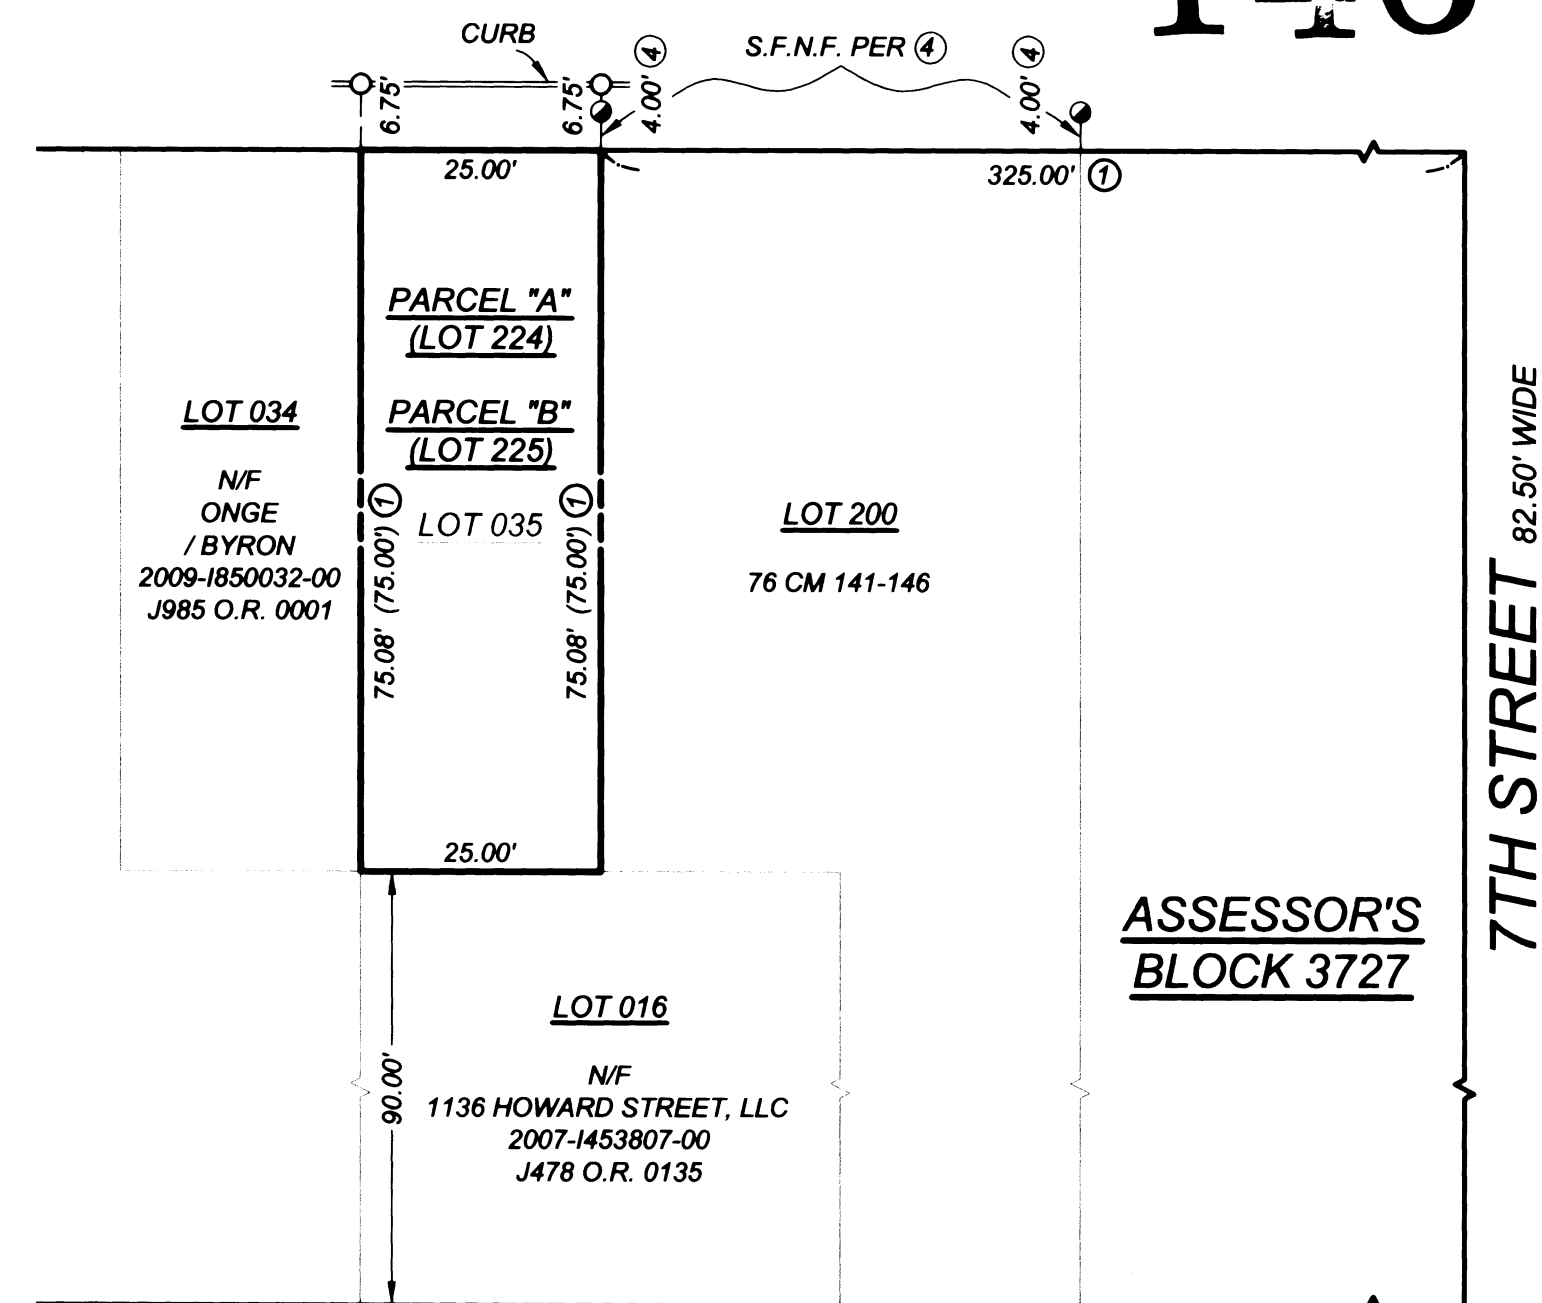 CURB
S.F.N.F. PER 4
6.75'
6.75'
4.00' 4
4.00' 4
25.00'
325.00' 1
PARCEL "A"
(LOT 224)
PARCEL "B"
(LOT 225)
LOT 034
N/F
ONGE
/ BYRON
2009-I850032-00
J985 O.R. 0001
75.08' (75.00') 1
LOT 035
75.08' (75.00') 1
LOT 200
76 CM 141-146
7TH STREET 82.50' WIDE
25.00'
ASSESSOR'S
BLOCK 3727
90.00'
LOT 016
N/F
1136 HOWARD STREET, LLC
2007-I453807-00
J478 O.R. 0135